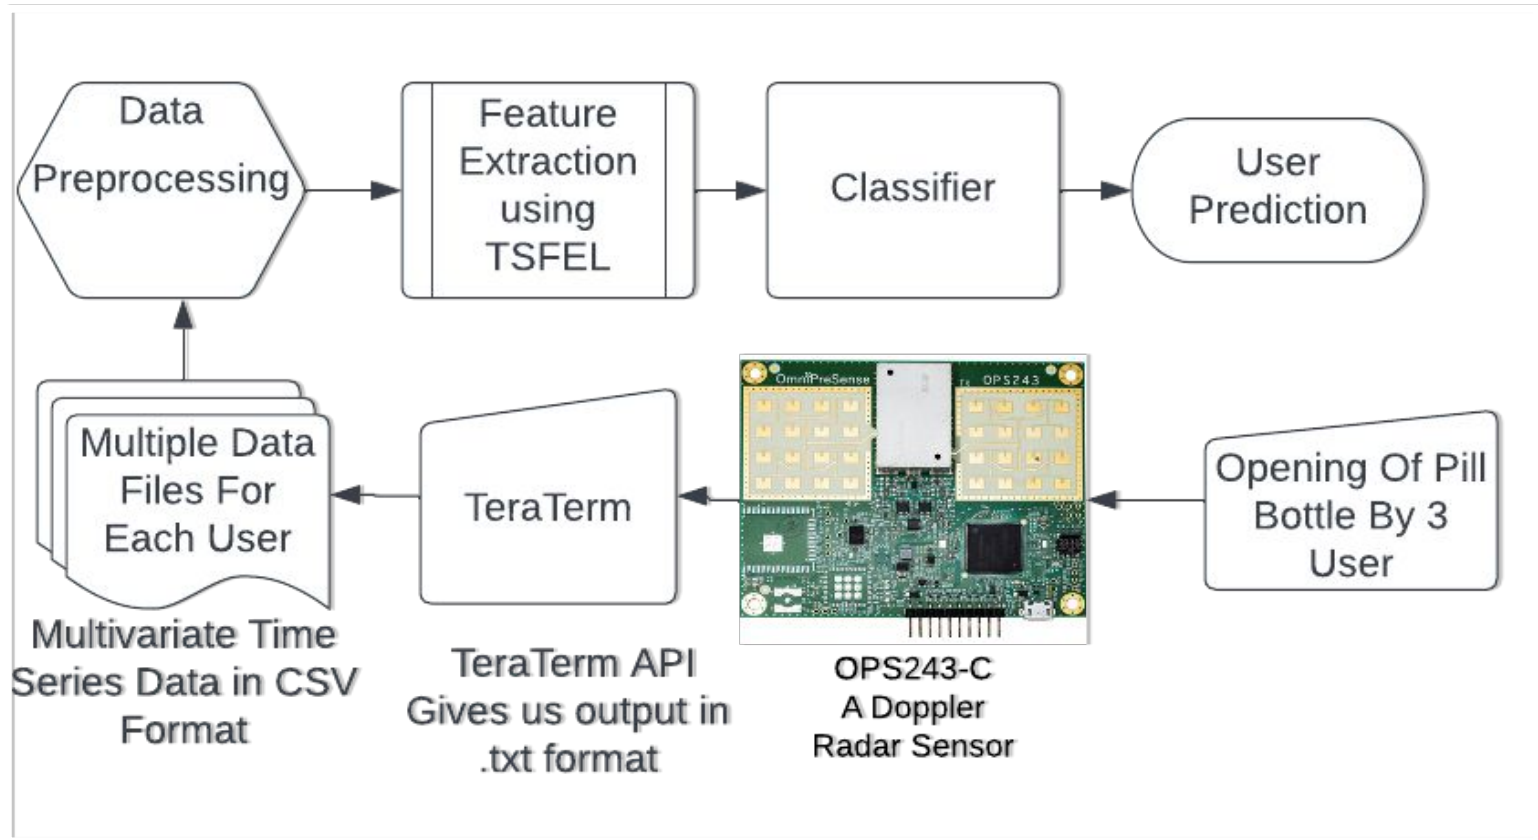 Data
Preprocessing
Feature
Extraction
using
TSFEL
Classifier
User
Prediction
Multiple Data
Files For
Each User
Multivariate Time
Series Data in CSV
Format
TeraTerm
TeraTerm API
Gives us output in
.txt format
OmniPreSense
OPS243
OPS243-C
A Doppler
Radar Sensor
Opening Of Pill
Bottle By 3
User